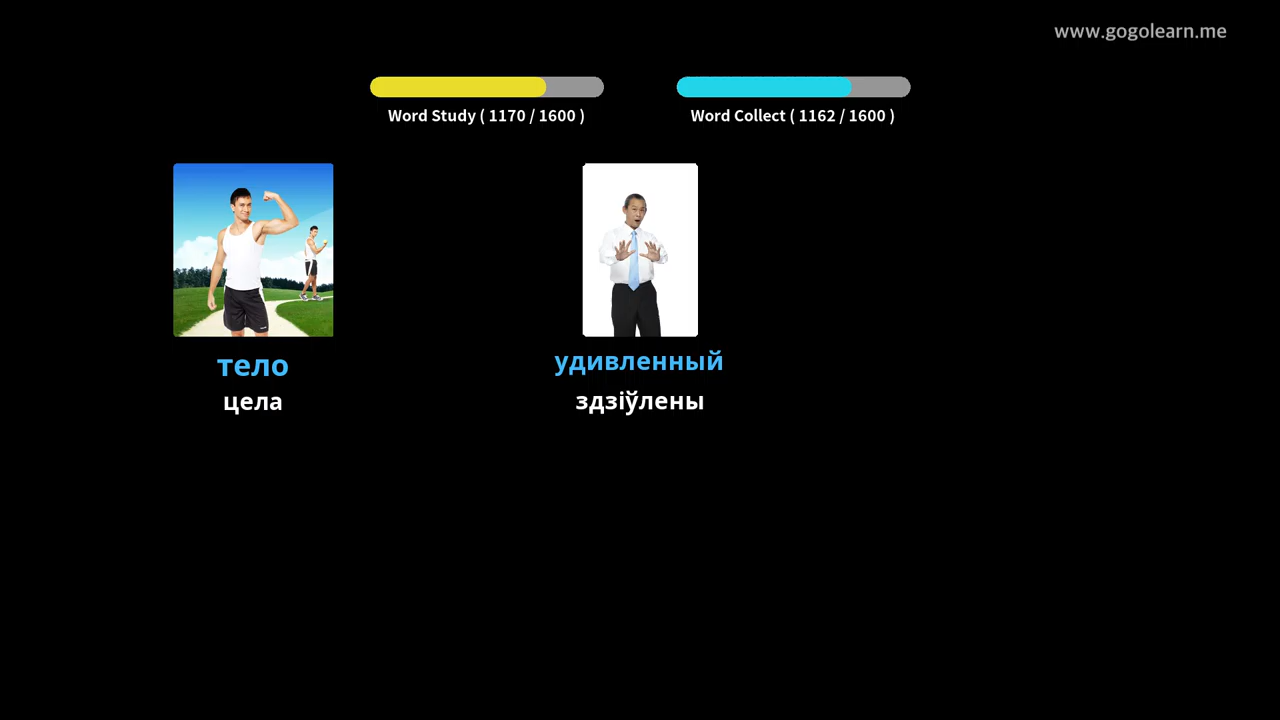 www.gogolearn.me
Word Study ( 1170 / 1600 )
Word Collect ( 1162 / 1600 )
тело
цела
удивленный
здзіўлены